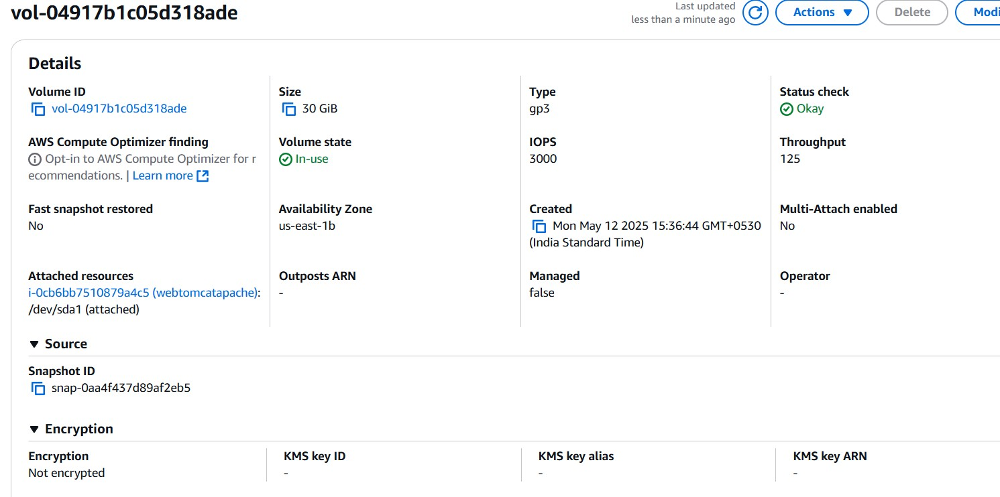 vol-04917b1c05d318ade
Last updated
less than a minute ago
Actions
Delete
Modi
Details
Volume ID
vol-04917b1c05d318ade
Size
30 GiB
Type
gp3
Status check
Okay
AWS Compute Optimizer finding
Opt-in to AWS Compute Optimizer for r
ecommendations. | Learn more
Volume state
In-use
IOPS
3000
Throughput
125
Fast snapshot restored
No
Availability Zone
us-east-1b
Created
Mon May 12 2025 15:36:44 GMT+0530
(India Standard Time)
Multi-Attach enabled
No
Attached resources
i-0cb6bb7510879a4c5 (webtomcatapache):
/dev/sda1 (attached)
Outposts ARN
-
Managed
false
Operator
-
Source
Snapshot ID
snap-0aa4f437d89af2eb5
Encryption
Encryption
Not encrypted
KMS key ID
-
KMS key alias
-
KMS key ARN
-